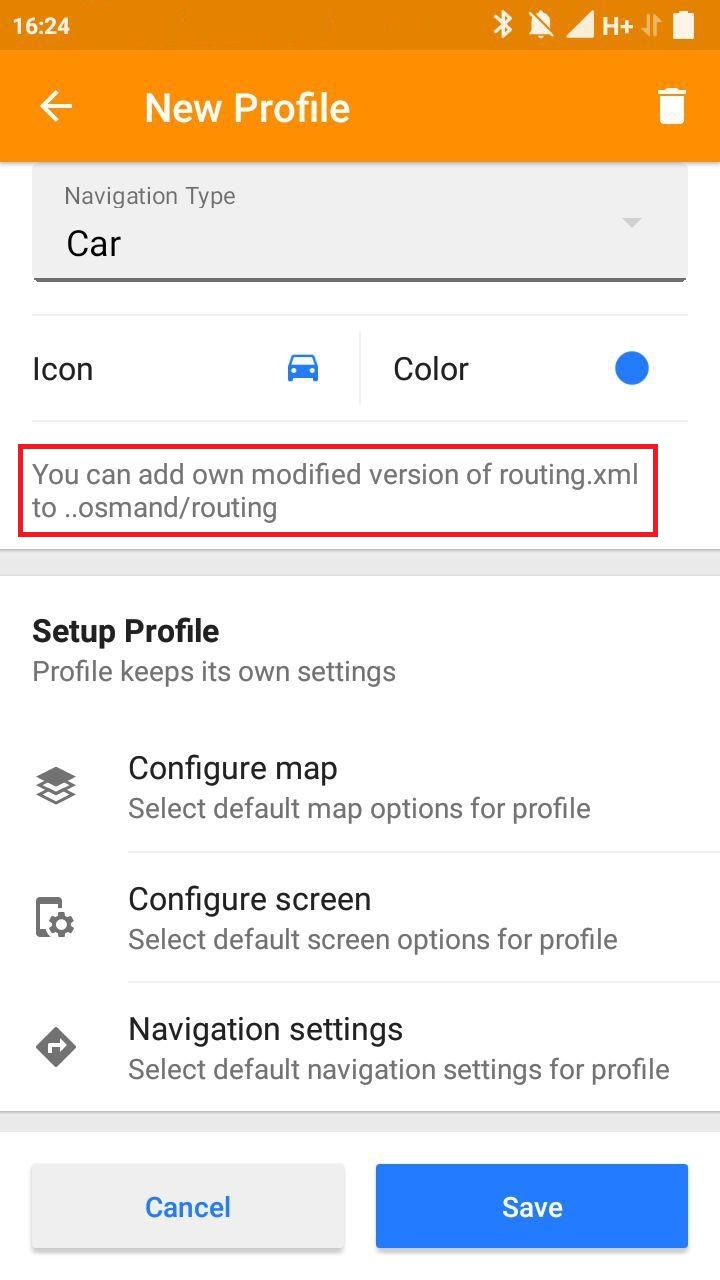 16:24
H+
New Profile
Navigation Type
Car
Icon
Color
You can add own modified version of routing.xml
to ..osmand/routing
Setup Profile
Profile keeps its own settings
Configure map
Select default map options for profile
Configure screen
Select default screen options for profile
Navigation settings
Select default navigation settings for profile
Cancel
Save